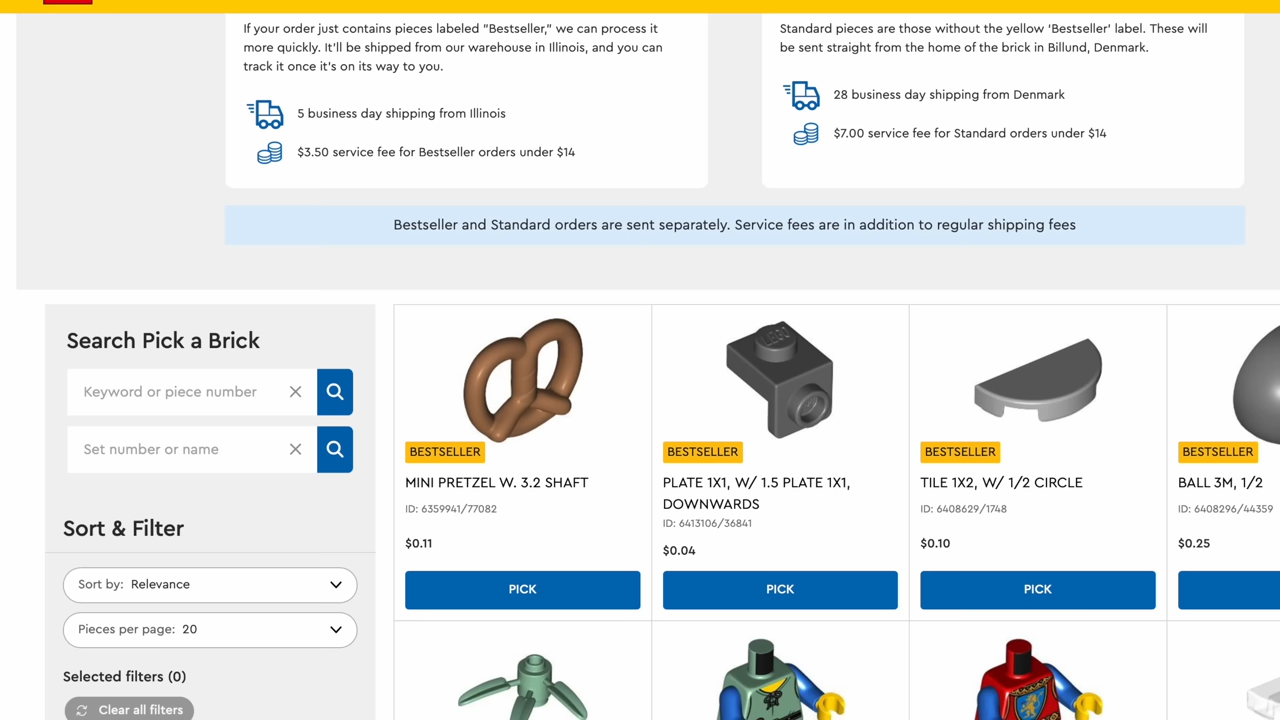 If your order just contains pieces labeled "Bestseller," we can process it
more quickly. It'll be shipped from our warehouse in Illinois, and you can
track it once it's on its way to you.
5 business day shipping from Illinois
$3.50 service fee for Bestseller orders under $14
Standard pieces are those without the yellow 'Bestseller' label. These will
be sent straight from the home of the brick in Billund, Denmark.
28 business day shipping from Denmark
$7.00 service fee for Standard orders under $14
Bestseller and Standard orders are sent separately. Service fees are in addition to regular shipping fees
Search Pick a Brick
Keyword or piece number
Set number or name
Sort & Filter
Sort by: Relevance
Pieces per page: 20
Selected filters (0)
Clear all filters
BESTSELLER
MINI PRETZEL W. 3.2 SHAFT
ID: 6359941/77082
$0.11
PICK
LEGO
BESTSELLER
PLATE 1X1, W/ 1.5 PLATE 1X1,
DOWNWARDS
ID: 6413106/36841
$0.04
PICK
BESTSELLER
TILE 1X2, W/ 1/2 CIRCLE
ID: 6408629/1748
$0.10
PICK
BESTSELLER
BALL 3M, 1/2
ID: 6408296/44359
$0.25